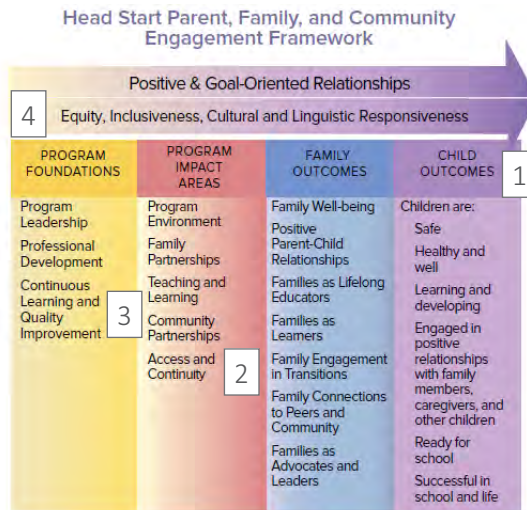 Head Start Parent, Family, and Community
Engagement Framework
Positive & Goal-Oriented Relationships
4
Equity, Inclusiveness, Cultural and Linguistic Responsiveness
PROGRAM
FOUNDATIONS
Program
Leadership
Professional
Development
Continuous
Learning and
Quality
Improvement
3
PROGRAM
IMPACT
AREAS
Program
Environment
Family
Partnerships
Teaching and
Learning
Community
Partnerships
Access and
Continuity
2
FAMILY
OUTCOMES
Family Well-being
Positive
Parent-Child
Relationships
Families as Lifelong
Educators
Families as
Learners
Family Engagement
in Transitions
Family Connections
to Peers and
Community
Families as
Advocates and
Leaders
CHILD
OUTCOMES
1
Children are:
Safe
Healthy and
well
Learning and
developing
Engaged in
positive
relationships
with family
members,
caregivers, and
other children
Ready for
school
Successful in
school and life